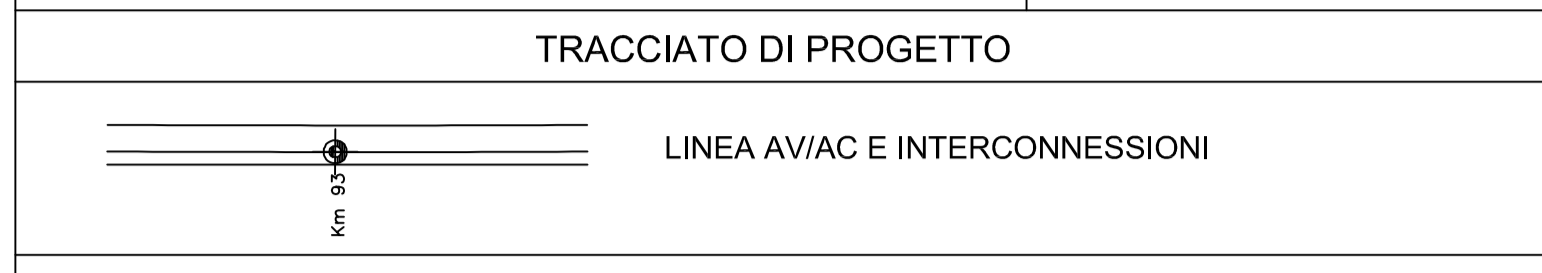 TRACCIATO DI PROGETTO
LINEA AV/AC E INTERCONNESSIONI
Km 93